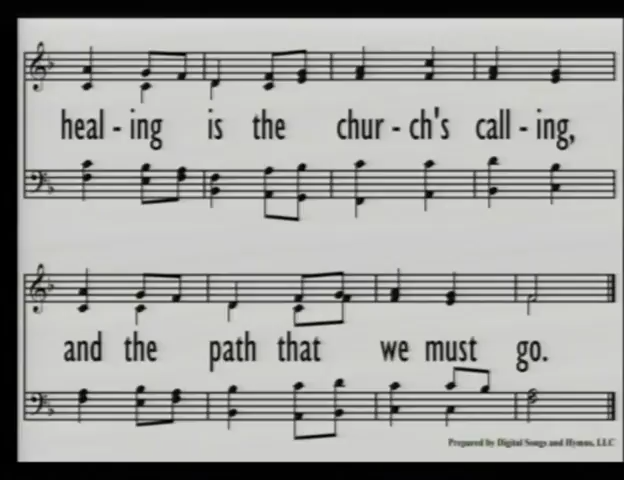 heal - ing is the chur - ch's call - ing,
and the path that we must go.
Prepared by Digital Songs and Hymns, LLC